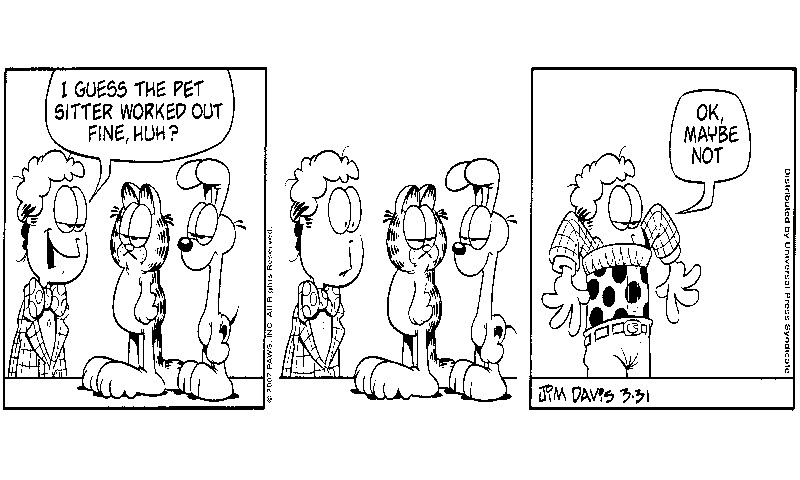 I GUESS THE PET
SITTER WORKED OUT
FINE, HUH?
© 2007 PAWS, INC. All Rights Reserved.
OK,
MAYBE
NOT
JIM DAVIS 3·31
Distributed by Universal Press Syndicate